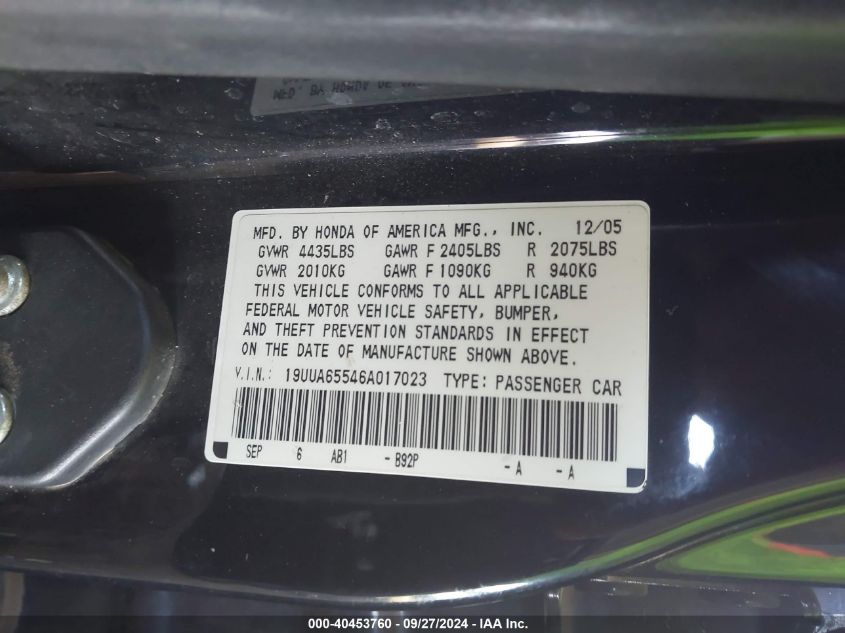 MFD. BY HONDA OF AMERICA MFG., INC. 12/05
GVWR 4435LBS GAWR F 2405LBS R 2075LBS
GVWR 2010KG GAWR F 1090KG R 940KG
THIS VEHICLE CONFORMS TO ALL APPLICABLE
FEDERAL MOTOR VEHICLE SAFETY, BUMPER,
AND THEFT PREVENTION STANDARDS IN EFFECT
ON THE DATE OF MANUFACTURE SHOWN ABOVE.
V.I.N.: 19UUA65546A017023 TYPE: PASSENGER CAR
SEP 6 AB1 - B92P - A - A
000-40453760 - 09/27/2024 - IAA Inc.